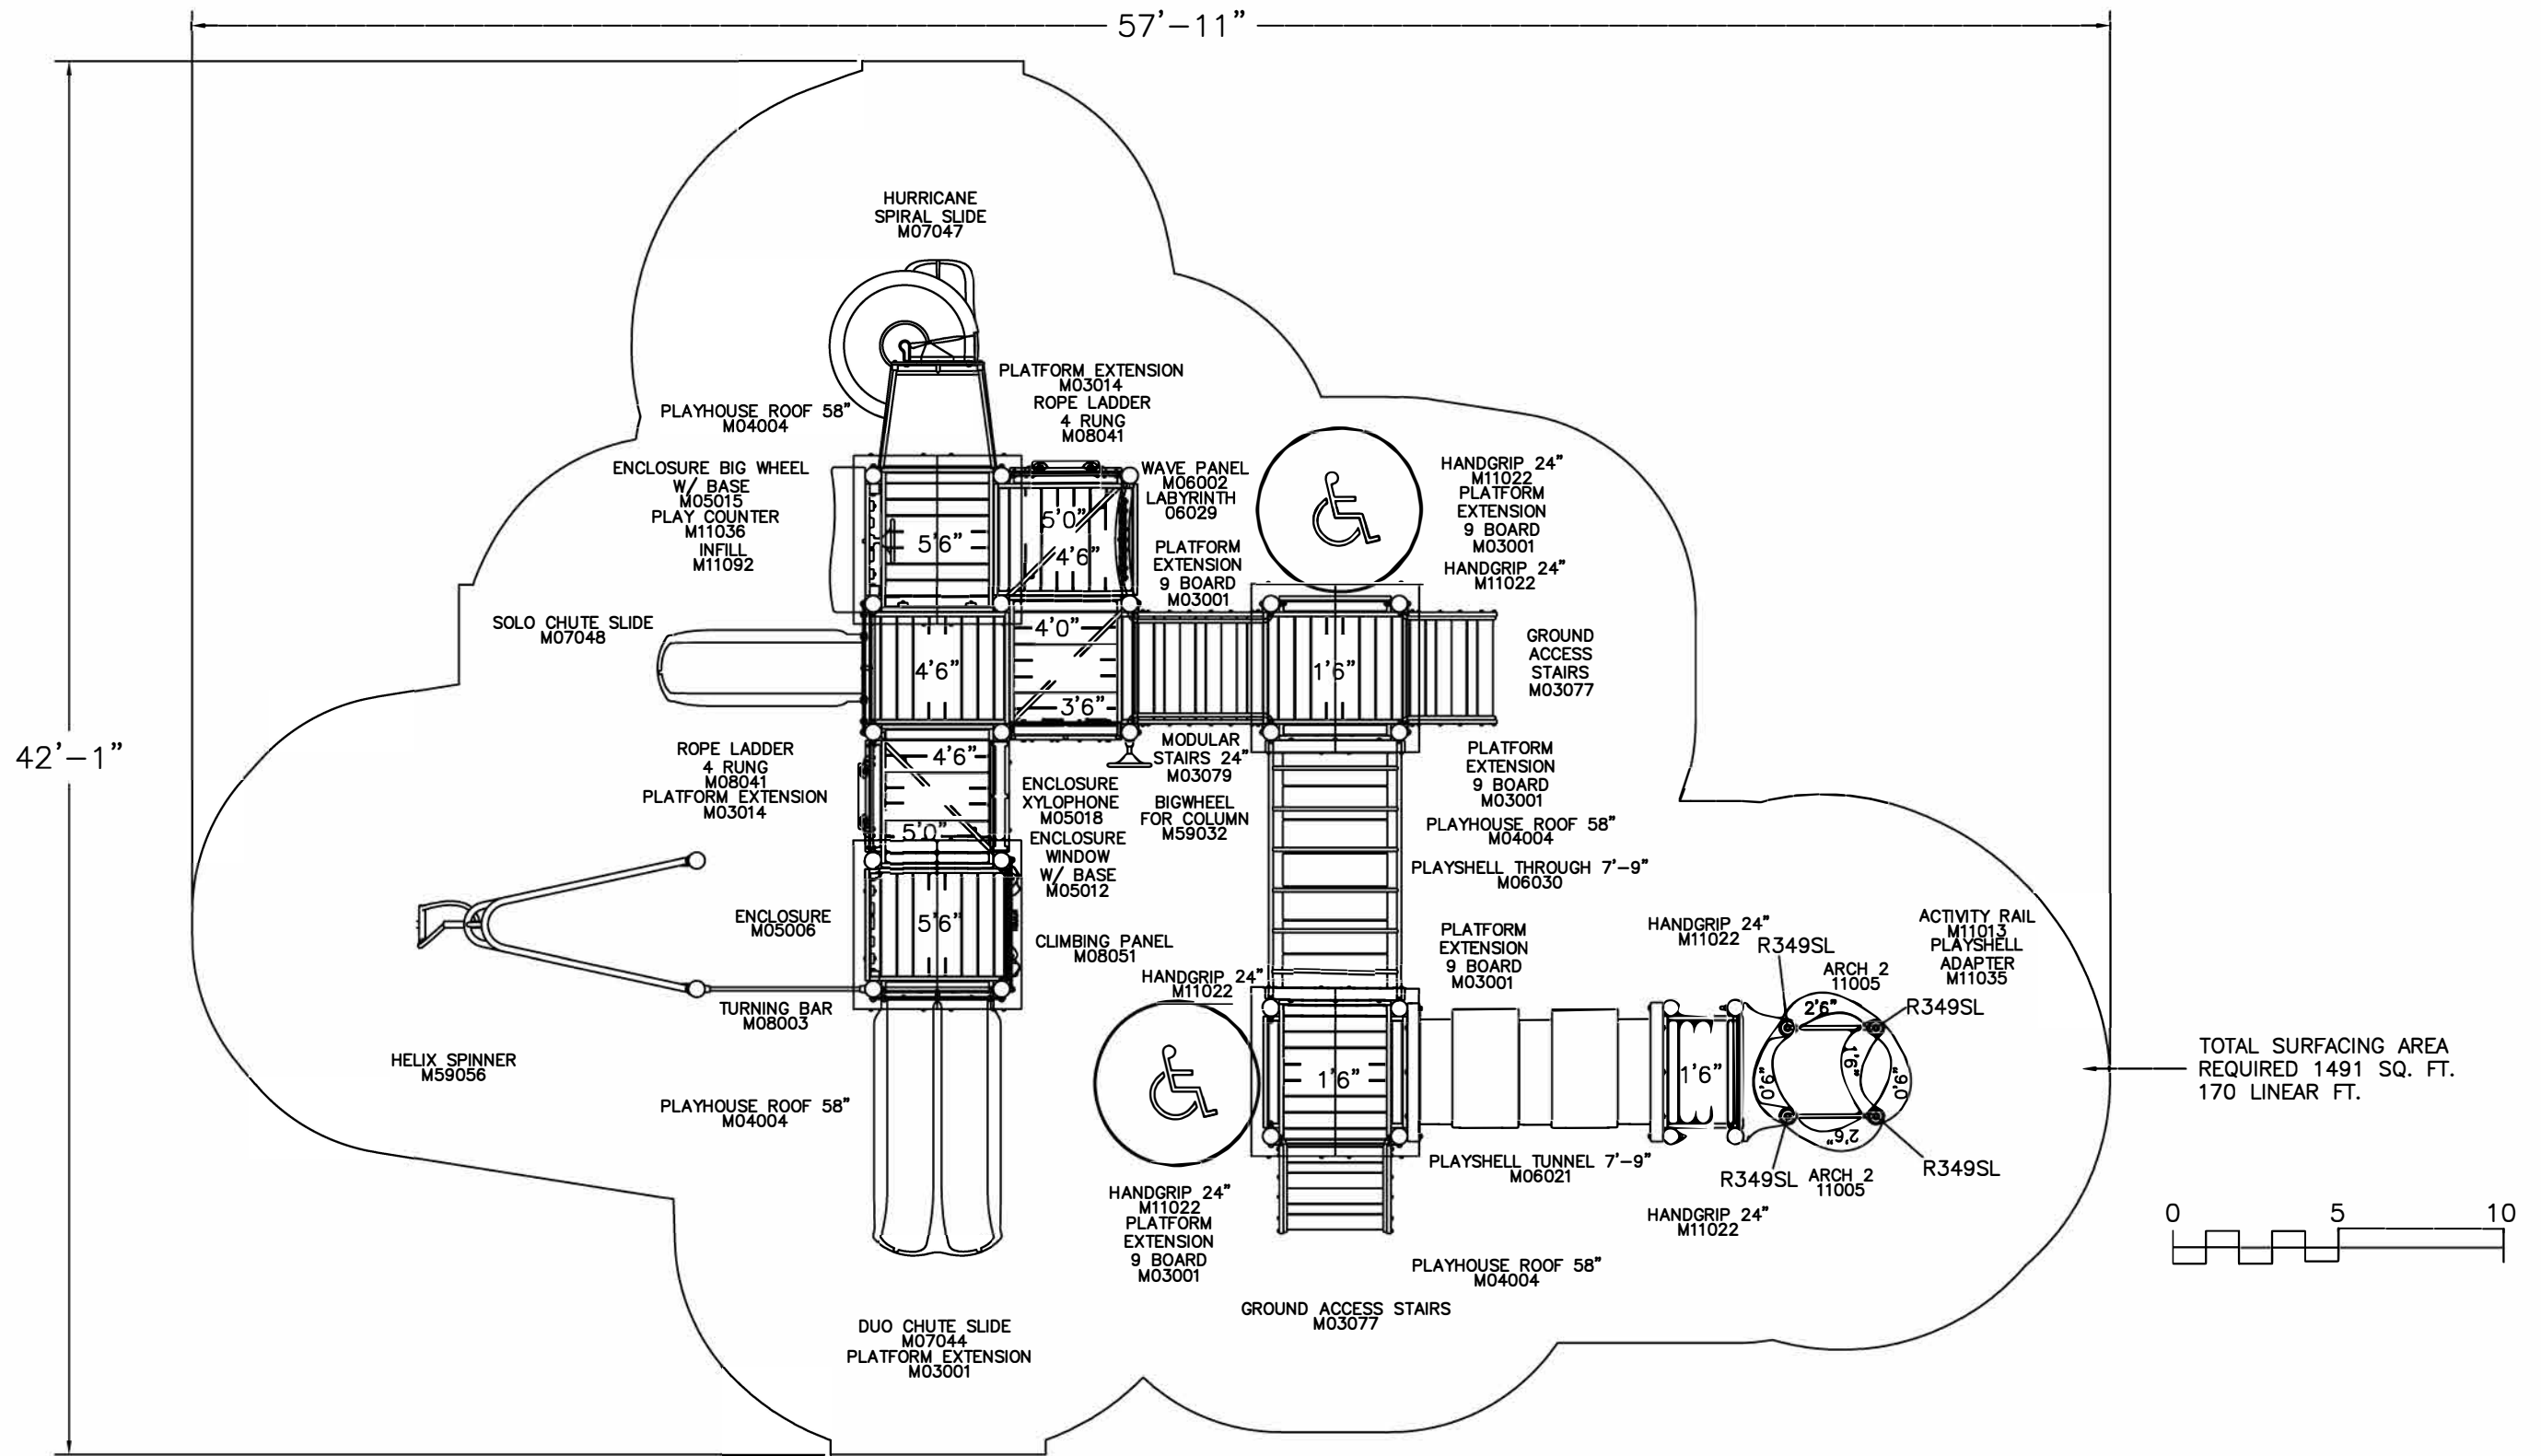 57'-11"
42'-1"
HURRICANE
SPIRAL SLIDE
M07047
PLATFORM EXTENSION
M03014
ROPE LADDER
4 RUNG
M08041
PLAYHOUSE ROOF 58"
M04004
ENCLOSURE BIG WHEEL
W/ BASE
M05015
PLAY COUNTER
M11036
INFILL
M11092
WAVE PANEL
M06002
LABYRINTH
06029
PLATFORM
EXTENSION
9 BOARD
M03001
HANDGRIP 24"
M11022
PLATFORM
EXTENSION
9 BOARD
M03001
HANDGRIP 24"
M11022
5'6"
5'0"
4'6"
SOLO CHUTE SLIDE
M07048
4'6"
4'0"
3'6"
1'6"
GROUND
ACCESS
STAIRS
M03077
ROPE LADDER
4 RUNG
M08041
PLATFORM EXTENSION
M03014
4'6"
5'0"
MODULAR
STAIRS 24"
M03079
ENCLOSURE
XYLOPHONE
M05018
ENCLOSURE
WINDOW
W/ BASE
M05012
BIGWHEEL
FOR COLUMN
M59032
PLATFORM
EXTENSION
9 BOARD
M03001
PLAYHOUSE ROOF 58"
M04004
PLAYSHELL THROUGH 7'-9"
M06030
ENCLOSURE
M05006
5'6"
CLIMBING PANEL
M08051
HANDGRIP 24"
M11022
PLATFORM
EXTENSION
9 BOARD
M03001
HANDGRIP 24"
M11022
R349SL
ARCH 2
11005
ACTIVITY RAIL
M11013
PLAYSHELL
ADAPTER
M11035
R349SL
TURNING BAR
M08003
HELIX SPINNER
M59056
PLAYHOUSE ROOF 58"
M04004
1'6"
1'6"
2'6"
1'6"
0'6"
0'6"
2'6"
TOTAL SURFACING AREA
REQUIRED 1491 SQ. FT.
170 LINEAR FT.
PLAYSHELL TUNNEL 7'-9"
M06021
R349SL
ARCH 2
11005
R349SL
HANDGRIP 24"
M11022
PLATFORM
EXTENSION
9 BOARD
M03001
HANDGRIP 24"
M11022
PLAYHOUSE ROOF 58"
M04004
GROUND ACCESS STAIRS
M03077
DUO CHUTE SLIDE
M07044
PLATFORM EXTENSION
M03001
0 5 10